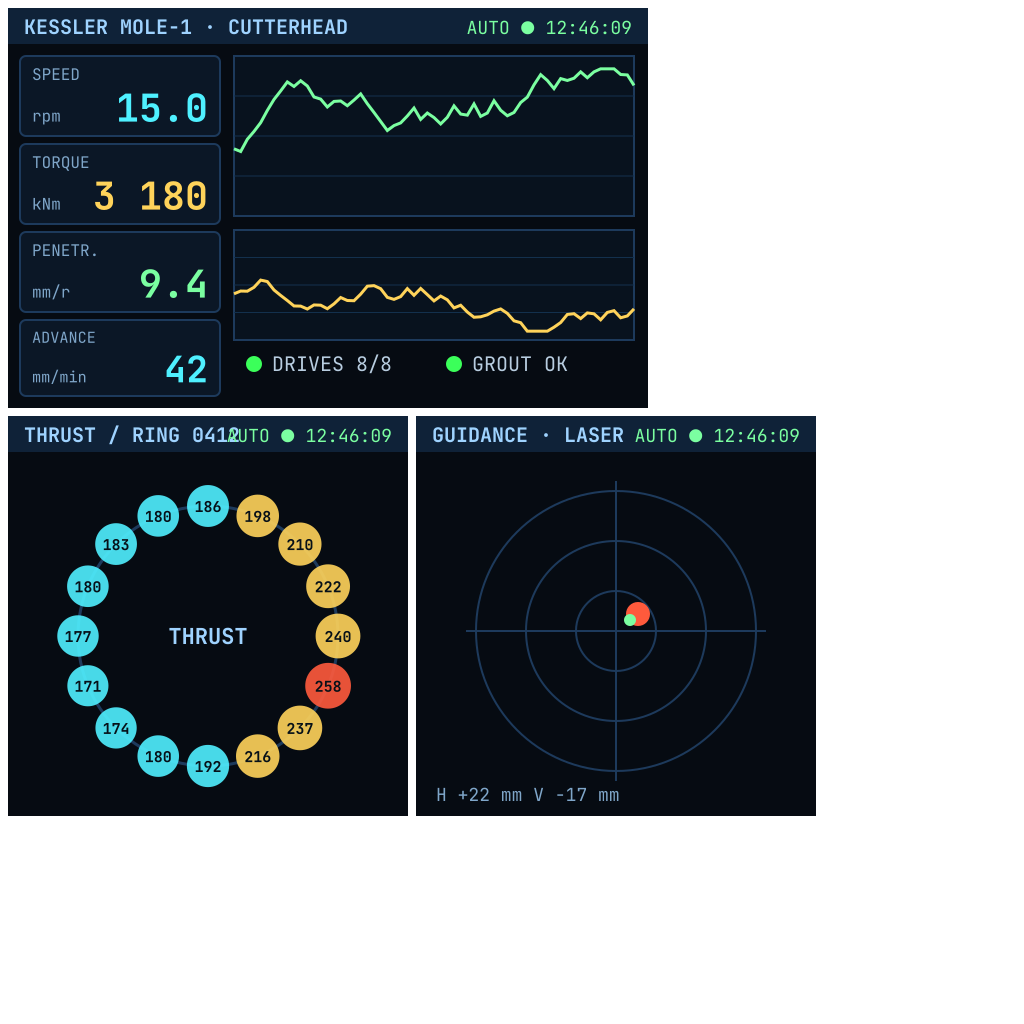 KESSLER MOLE-1 · CUTTERHEAD AUTO ● 12:46:09
SPEED
rpm 15.0
TORQUE
kNm 3 180
PENETR.
mm/r 9.4
ADVANCE
mm/min 42
DRIVES 8/8 GROUT OK
THRUST / RING 0412 AUTO ● 12:46:09
186
180 198
183 210
180 222
177 THRUST 240
171 258
174 237
180 216
192
GUIDANCE · LASER AUTO ● 12:46:09
H +22 mm V -17 mm